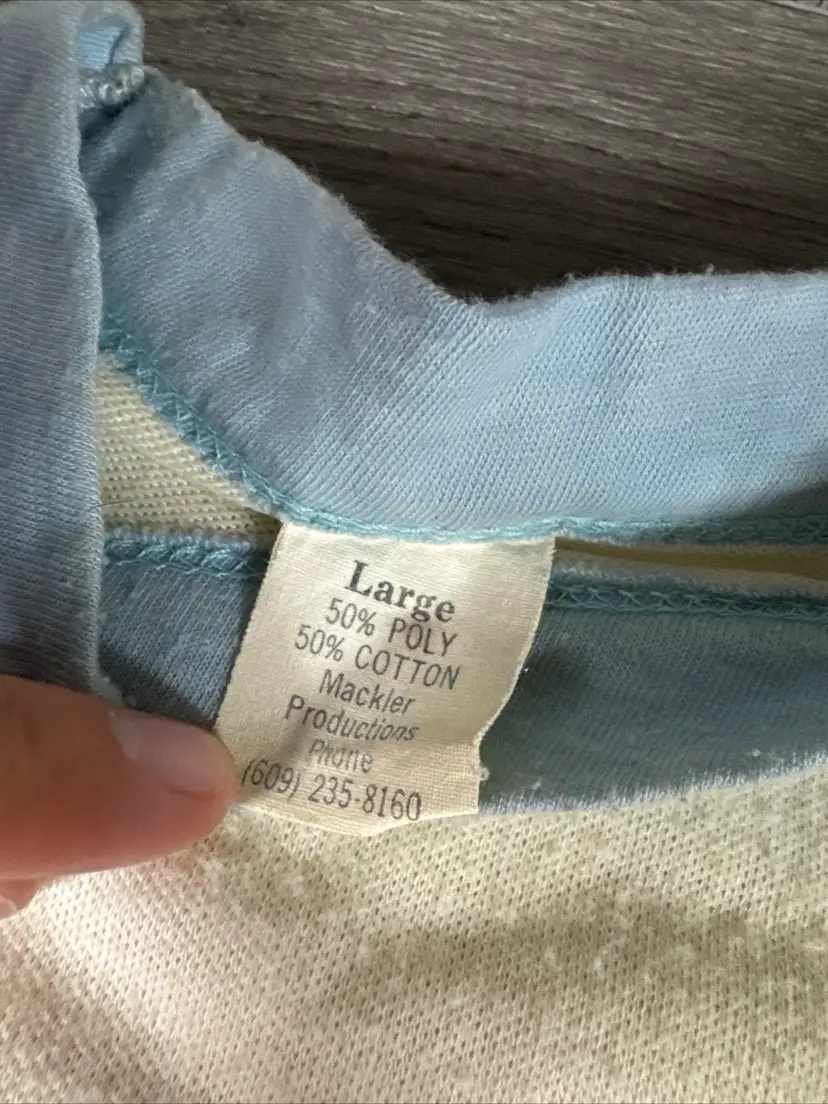 Large
50% POLY
50% COTTON
Mackler
Productions
Phone
(609) 235-8160